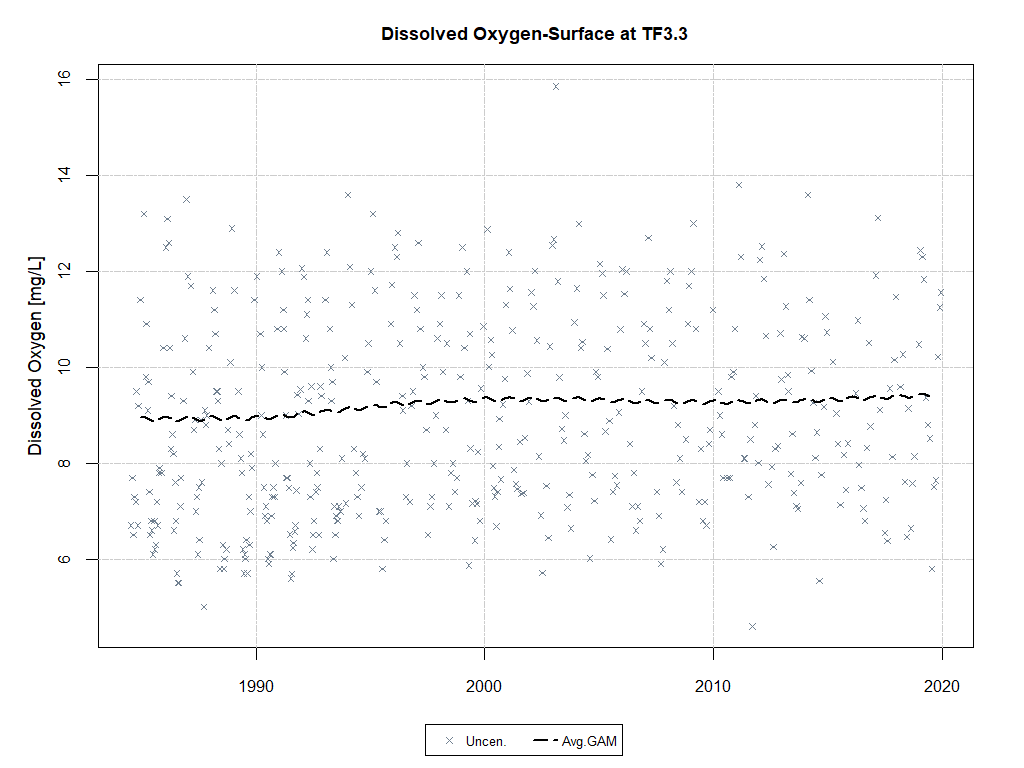 Dissolved Oxygen-Surface at TF3.3
Dissolved Oxygen [mg/L]
16
14
12
10
8
6
1990 2000 2010 2020
Uncen. Avg.GAM